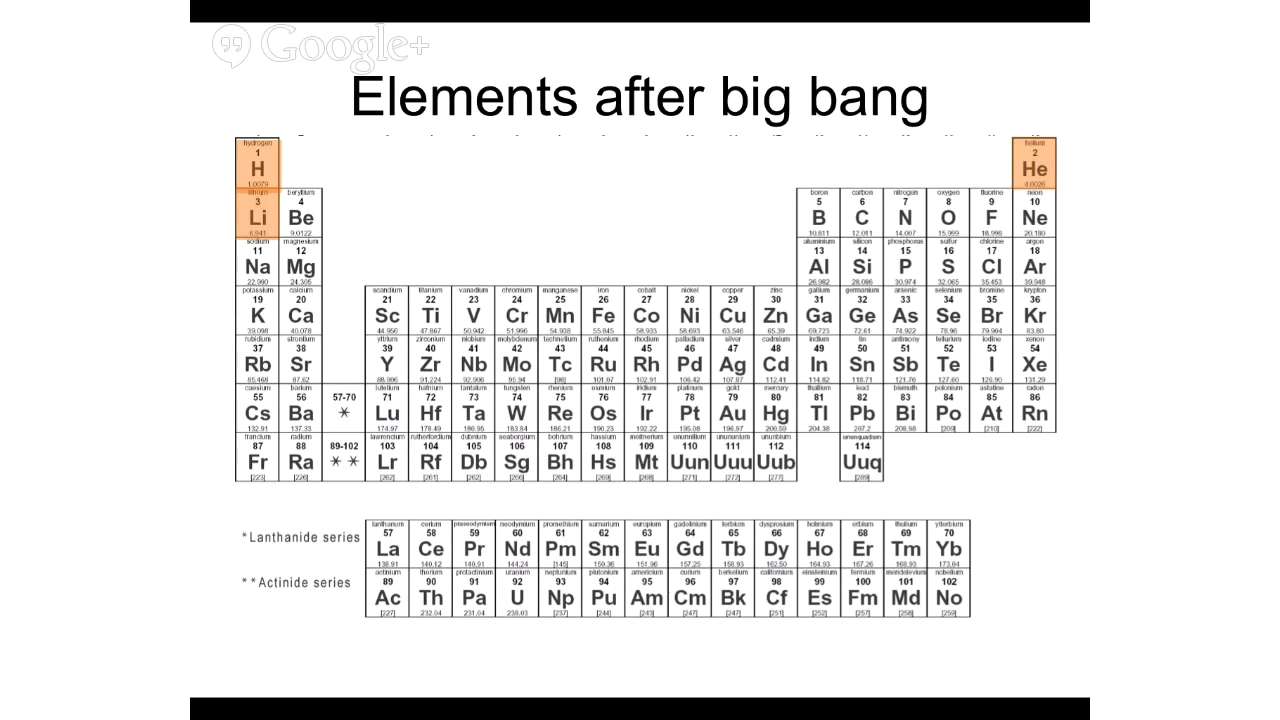 Google+
Elements after big bang
hydrogen helium
1 2
H He
1.0079 4.0026
lithium beryllium boron carbon nitrogen oxygen fluorine neon
3 4 5 6 7 8 9 10
Li Be B C N O F Ne
6.941 9.0122 10.811 12.011 14.007 15.999 18.998 20.180
sodium magnesium aluminium silicon phosphorus sulfur chlorine argon
11 12 13 14 15 16 17 18
Na Mg Al Si P S Cl Ar
22.990 24.305 26.982 28.086 30.974 32.065 35.453 39.948
potassium calcium scandium titanium vanadium chromium manganese iron cobalt nickel copper zinc gallium germanium arsenic selenium bromine krypton
19 20 21 22 23 24 25 26 27 28 29 30 31 32 33 34 35 36
K Ca Sc Ti V Cr Mn Fe Co Ni Cu Zn Ga Ge As Se Br Kr
39.098 40.078 44.956 47.867 50.942 51.996 54.938 55.845 58.933 58.693 63.546 65.39 69.723 72.61 74.922 78.96 79.904 83.80
rubidium strontium yttrium zirconium niobium molybdenum technetium ruthenium rhodium palladium silver cadmium indium tin antimony tellurium iodine xenon
37 38 39 40 41 42 43 44 45 46 47 48 49 50 51 52 53 54
Rb Sr Y Zr Nb Mo Tc Ru Rh Pd Ag Cd In Sn Sb Te I Xe
85.468 87.62 88.906 91.224 92.906 95.94 [98] 101.07 102.91 106.42 107.87 112.41 114.82 118.71 121.76 127.60 126.90 131.29
caesium barium lutetium hafnium tantalum tungsten rhenium osmium iridium platinum gold mercury thallium lead bismuth polonium astatine radon
55 56 57-70 71 72 73 74 75 76 77 78 79 80 81 82 83 84 85 86
Cs Ba * Lu Hf Ta W Re Os Ir Pt Au Hg Tl Pb Bi Po At Rn
132.91 137.33 174.97 178.49 180.95 183.84 186.21 190.23 192.22 195.08 196.97 200.59 204.38 207.2 208.98 [209] [210] [222]
francium radium lawrencium rutherfordium dubnium seaborgium bohrium hassium meitnerium ununnilium unununium ununbium ununquadium
87 88 89-102 103 104 105 106 107 108 109 110 111 112 114
Fr Ra * * Lr Rf Db Sg Bh Hs Mt Uun Uuu Uub Uuq
[223] [226] [262] [261] [262] [266] [264] [269] [268] [271] [272] [277] [289]
lanthanum cerium praseodymium neodymium promethium samarium europium gadolinium terbium dysprosium holmium erbium thulium ytterbium
57 58 59 60 61 62 63 64 65 66 67 68 69 70
*Lanthanide series La Ce Pr Nd Pm Sm Eu Gd Tb Dy Ho Er Tm Yb
138.91 140.12 140.91 144.24 [145] 150.36 151.96 157.25 158.93 162.50 164.93 167.26 168.93 173.04
actinium thorium protactinium uranium neptunium plutonium americium curium berkelium californium einsteinium fermium mendelevium nobelium
89 90 91 92 93 94 95 96 97 98 99 100 101 102
**Actinide series Ac Th Pa U Np Pu Am Cm Bk Cf Es Fm Md No
[227] 232.04 231.04 238.03 [237] [244] [243] [247] [247] [251] [252] [257] [258] [259]